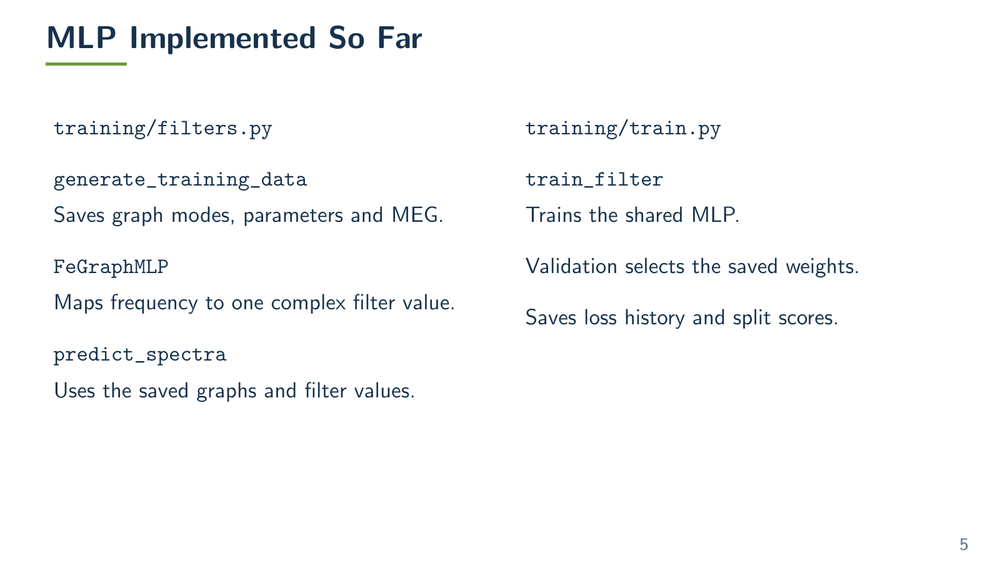 MLP Implemented So Far
training/filters.py
generate_training_data
Saves graph modes, parameters and MEG.
FeGraphMLP
Maps frequency to one complex filter value.
predict_spectra
Uses the saved graphs and filter values.
training/train.py
train_filter
Trains the shared MLP.
Validation selects the saved weights.
Saves loss history and split scores.
5